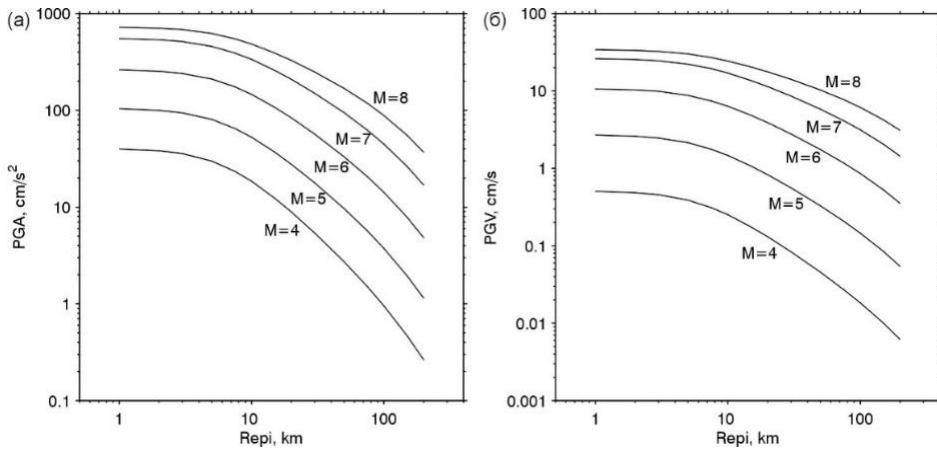 (а)
1000
100
10
1
0.1
PGA, cm/s²
M=8
M=7
M=6
M=5
M=4
1
10
100
Repi, km
(б)
100
10
1
0.1
0.01
0.001
PGV, cm/s
M=8
M=7
M=6
M=5
M=4
1
10
100
Repi, km